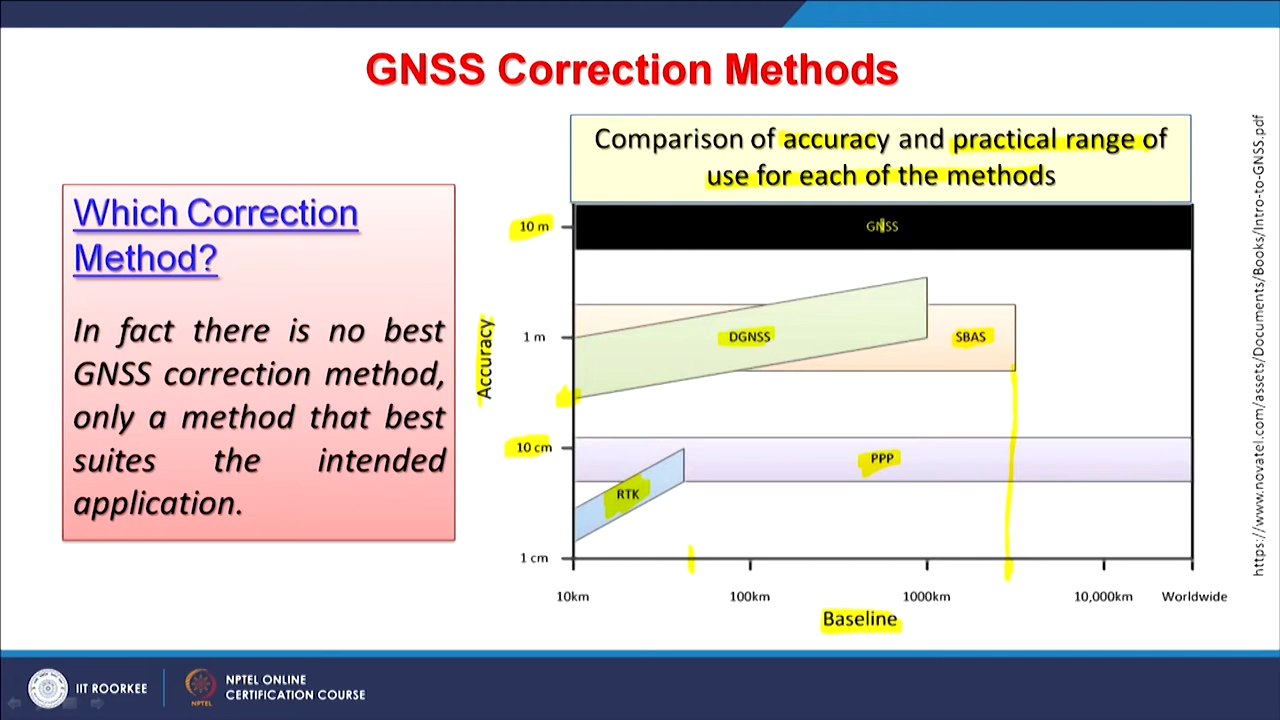 GNSS Correction Methods
Which Correction
Method?
In fact there is no best
GNSS correction method,
only a method that best
suites the intended
application.
Comparison of accuracy and practical range of
use for each of the methods
10 m
GNSS
1 m
DGNSS
SBAS
Accuracy
10 cm
PPP
RTK
1 cm
10km
100km
1000km
10,000km
Worldwide
Baseline
https://www.novatel.com/assets/Documents/Books/Intro-to-GNSS.pdf
IIT ROORKEE
NPTEL
NPTEL ONLINE
CERTIFICATION COURSE